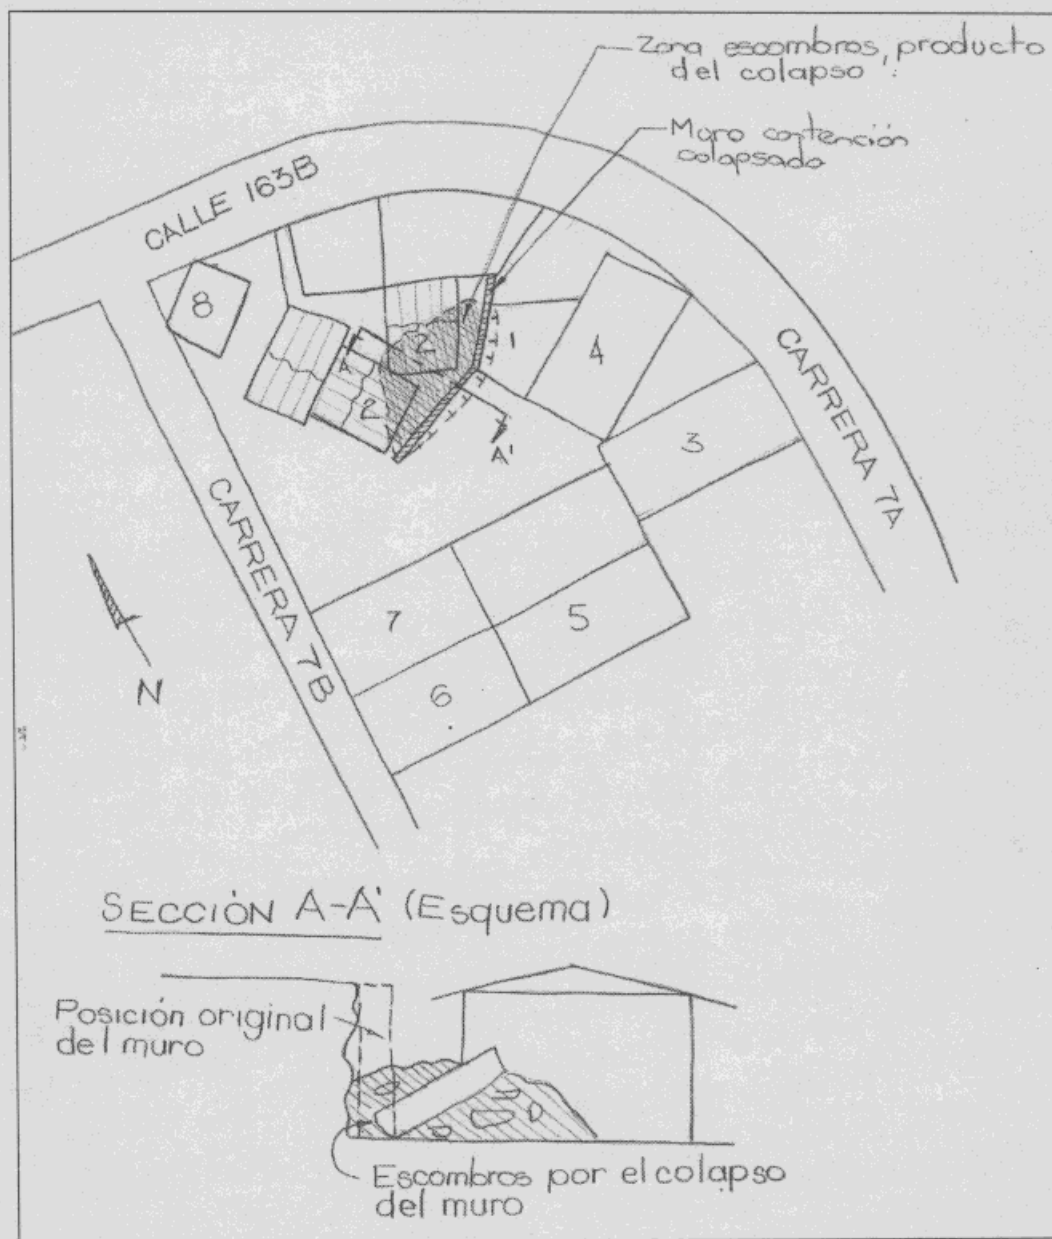 Zona escombros, producto
del colapso
Muro contención
colapsado
CALLE 163B
8
1
2
1
4
A
2
A'
3
CARRERA 7A
CARRERA 7B
7
5
6
N
SECCIÓN A-A' (Esquema)
Posición original
del muro
Escombros por el colapso
del muro